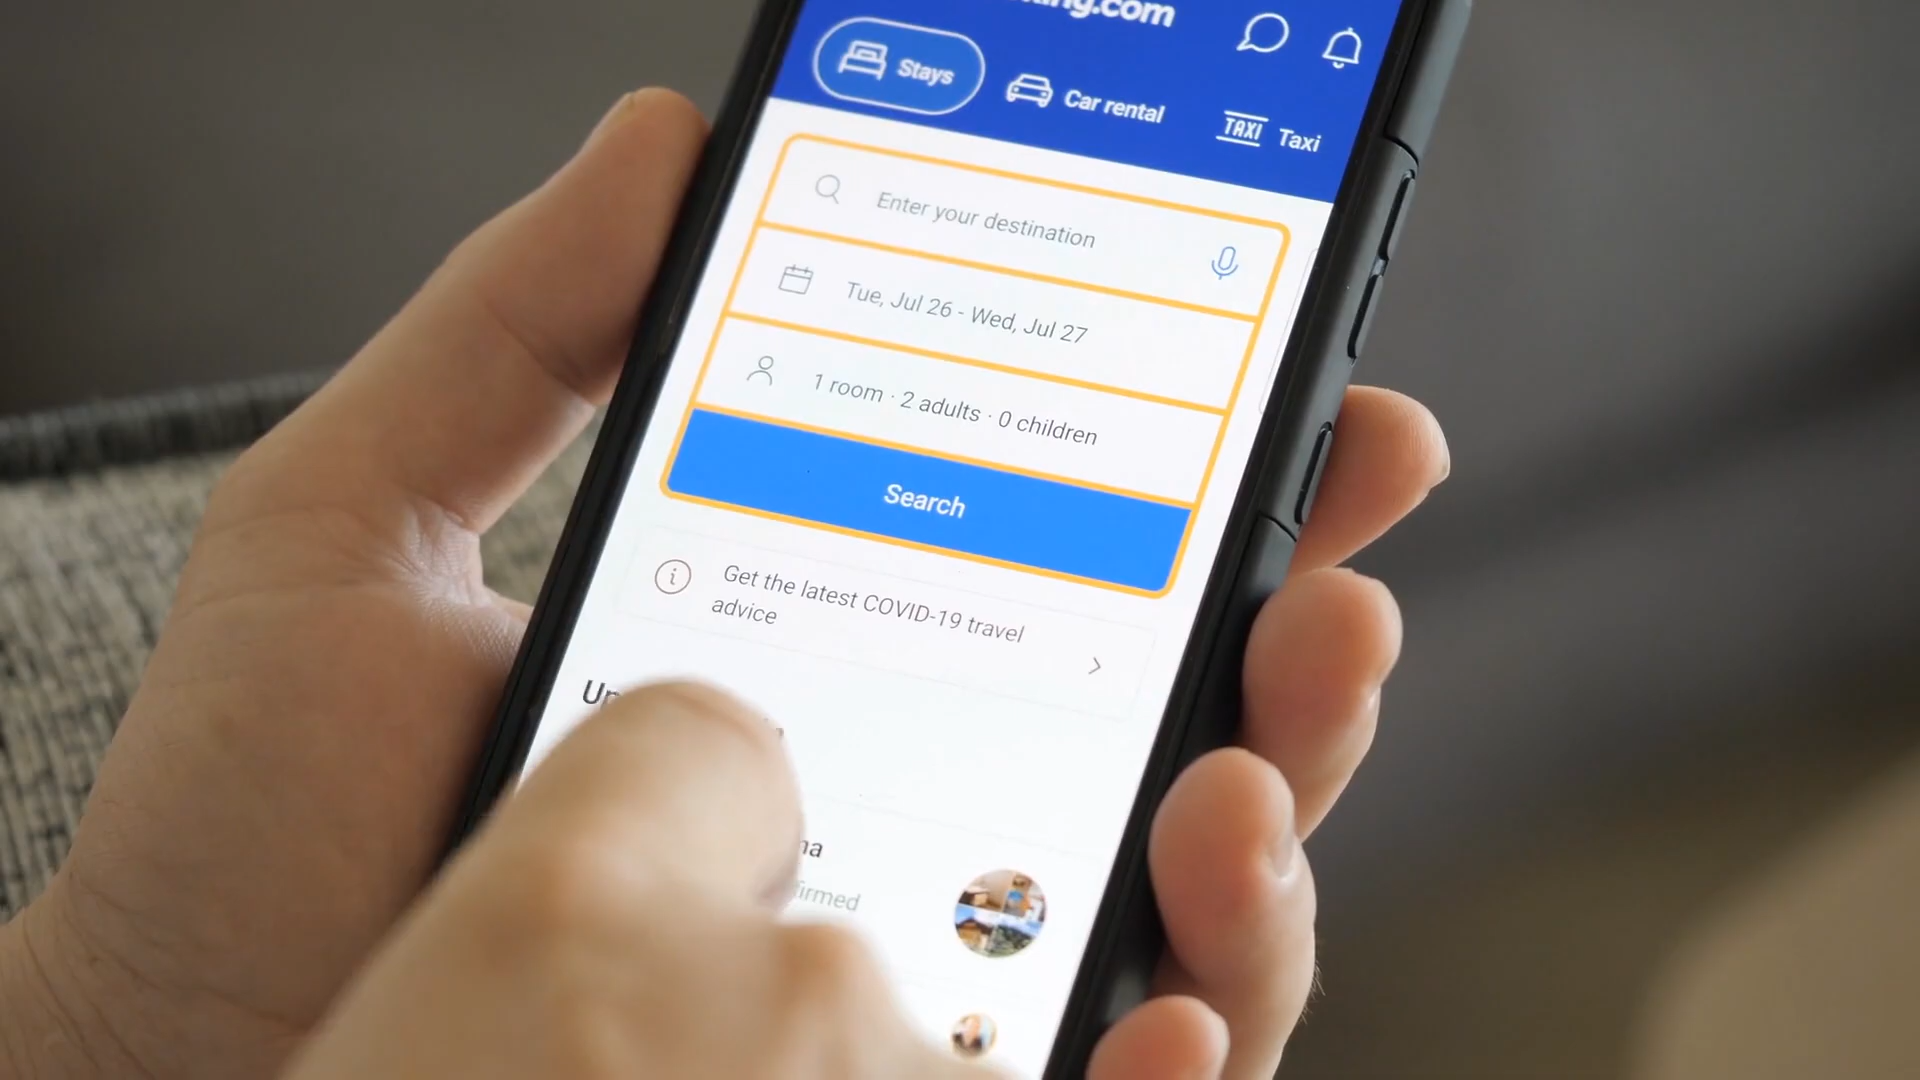 Stays
Car rental
TAXI Taxi
Enter your destination
Tue, Jul 26 - Wed, Jul 27
1 room · 2 adults · 0 children
Search
Get the latest COVID-19 travel
advice